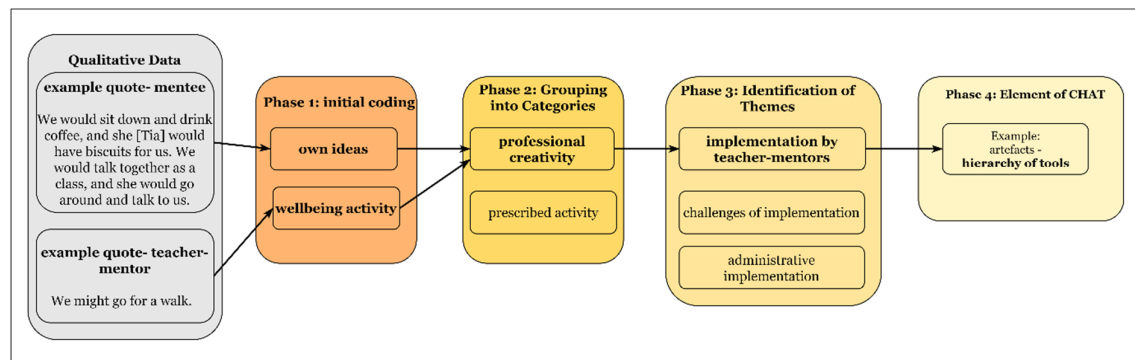 Qualitative Data
example quote- mentee
We would sit down and drink
coffee, and she [Tia] would
have biscuits for us. We
would talk together as a
class, and she would go
around and talk to us.
example quote- teacher-
mentor
We might go for a walk.
Phase 1: initial coding
own ideas
wellbeing activity
Phase 2: Grouping
into Categories
professional
creativity
prescribed activity
Phase 3: Identification of
Themes
implementation by
teacher-mentors
challenges of implementation
administrative
implementation
Phase 4: Element of CHAT
Example:
artefacts -
hierarchy of tools